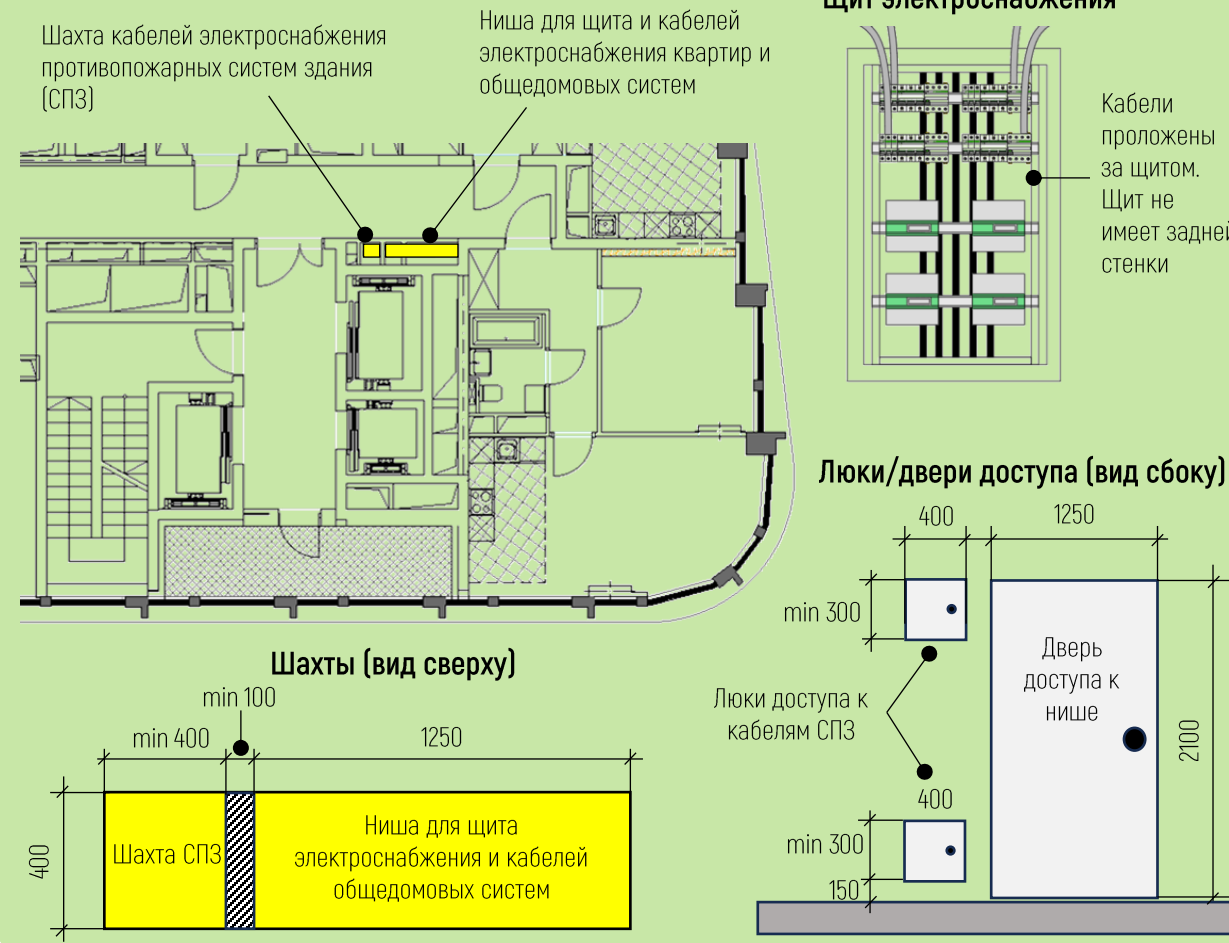 Шахта кабелей электроснабжения
противопожарных систем здания
(СПЗ)
Ниша для щита и кабелей
электроснабжения квартир и
общедомовых систем
Щит электроснабжения
Кабели
проложены
за щитом.
Щит не
имеет задней
стенки
Люки/двери доступа (вид сбоку)
400
1250
min 300
Дверь
доступа к
нише
Люки доступа к
кабелям СПЗ
2100
400
min 300
150
Шахты (вид сверху)
min 100
min 400
1250
400
Шахта СПЗ
Ниша для щита
электроснабжения и кабелей
общедомовых систем